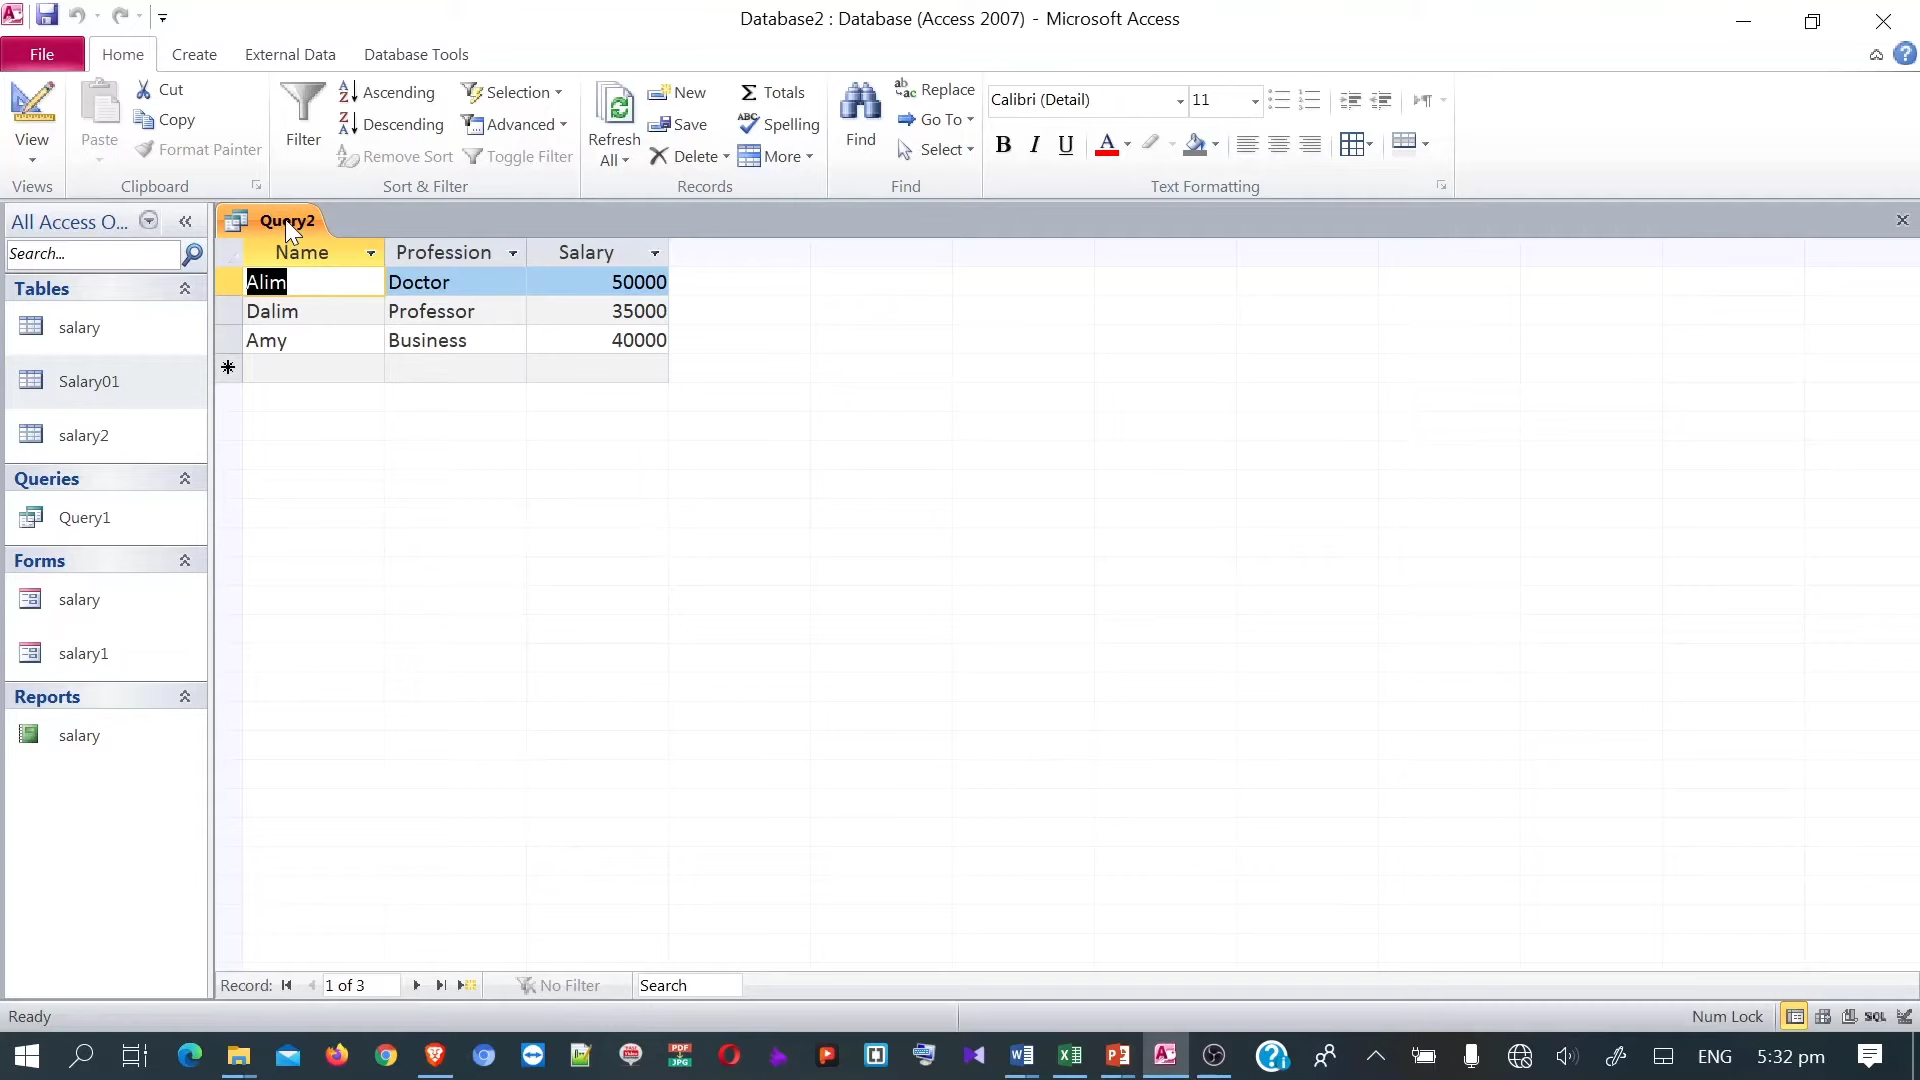 Database2 : Database (Access 2007) - Microsoft Access
File Home Create External Data Database Tools
View
Views
Paste
Cut
Copy
Format Painter
Clipboard
Filter
Ascending
Descending
Remove Sort
Selection
Advanced
Toggle Filter
Sort & Filter
Refresh All
New
Save
Delete
Totals
Spelling
More
Records
Find
Replace
Go To
Select
Find
Calibri (Detail) 11
B I U
Text Formatting
All Access O...
Search...
Tables
salary
Salary01
salary2
Queries
Query1
Forms
salary
salary1
Reports
salary
Query2
Name Profession Salary
Alim Doctor 50000
Dalim Professor 35000
Amy Business 40000
Record: 1 of 3 No Filter Search
Ready Num Lock SQL
ENG 5:32 pm